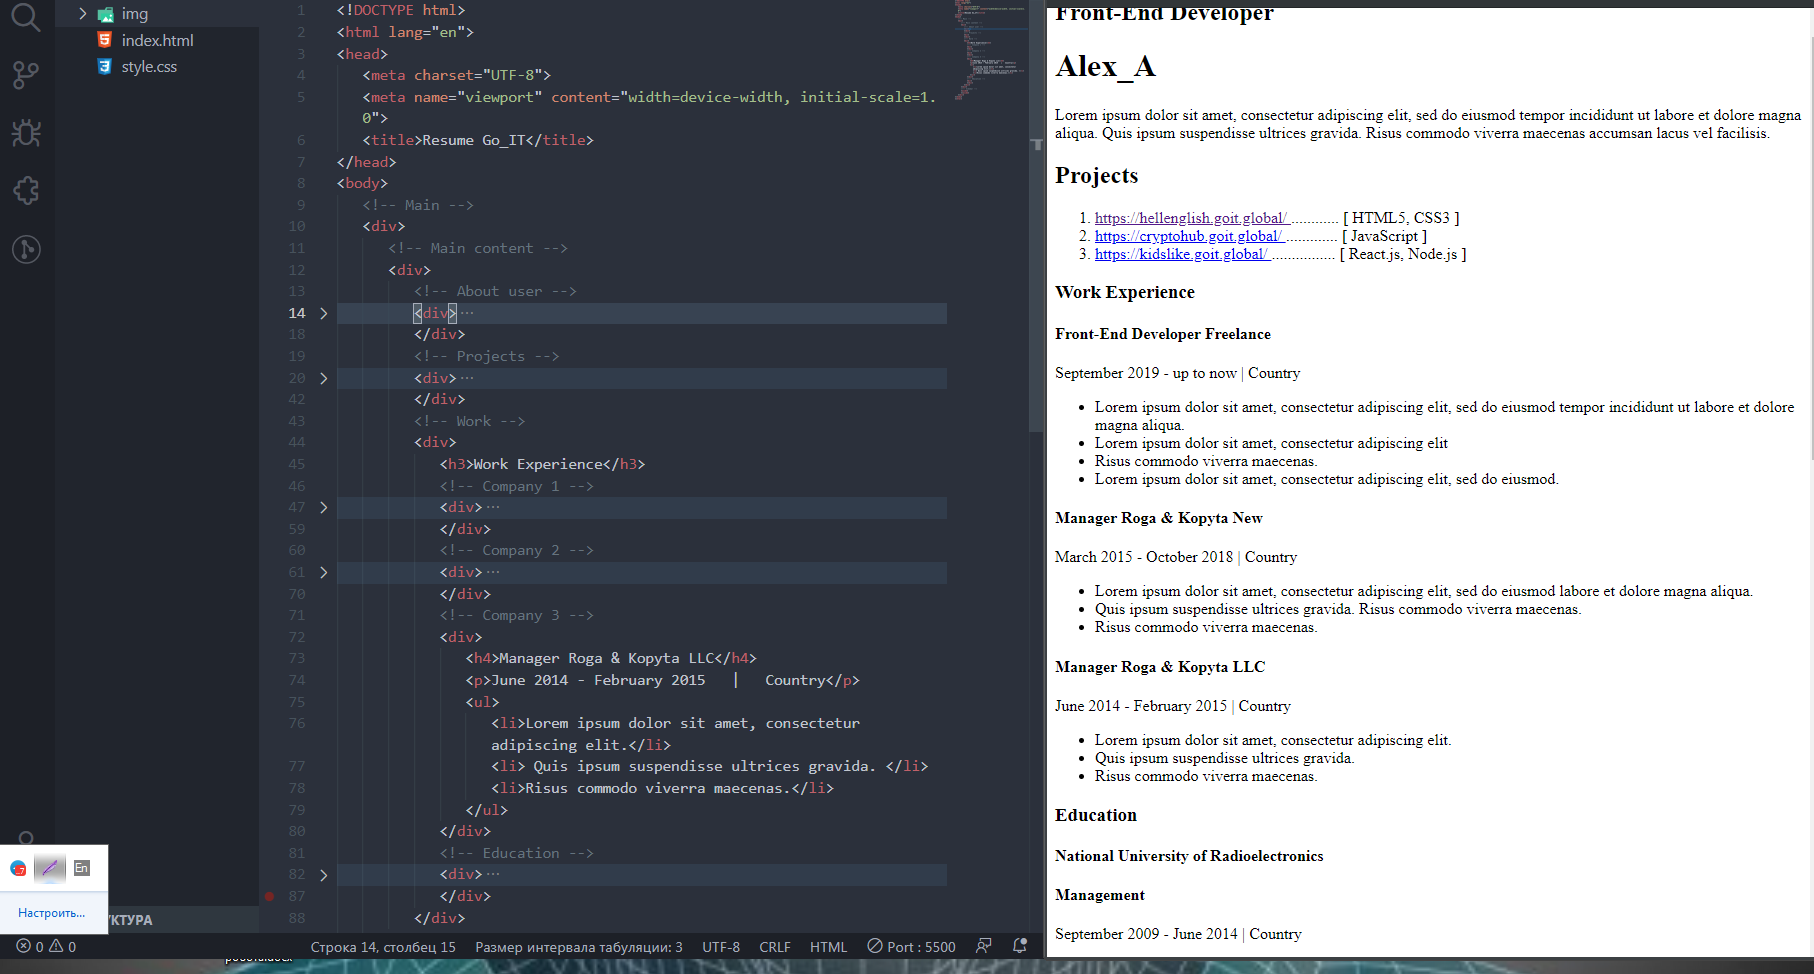 img
index.html
style.css
УКТУРА
En
Настроить...
0 0
1 <!DOCTYPE html>
2 <html lang="en">
3 <head>
4 <meta charset="UTF-8">
5 <meta name="viewport" content="width=device-width, initial-scale=1.
0">
6 <title>Resume Go_IT</title>
7 </head>
8 <body>
9 <!-- Main -->
10 <div>
11 <!-- Main content -->
12 <div>
13 <!-- About user -->
14 <div>···
18 </div>
19 <!-- Projects -->
20 <div>···
42 </div>
43 <!-- Work -->
44 <div>
45 <h3>Work Experience</h3>
46 <!-- Company 1 -->
47 <div>···
59 </div>
60 <!-- Company 2 -->
61 <div>···
70 </div>
71 <!-- Company 3 -->
72 <div>
73 <h4>Manager Roga & Kopyta LLC</h4>
74 <p>June 2014 - February 2015 | Country</p>
75 <ul>
76 <li>Lorem ipsum dolor sit amet, consectetur
adipiscing elit.</li>
77 <li> Quis ipsum suspendisse ultrices gravida. </li>
78 <li>Risus commodo viverra maecenas.</li>
79 </ul>
80 </div>
81 <!-- Education -->
82 <div>···
87 </div>
88 </div>
Строка 14, столбец 15 Размер интервала табуляции: 3 UTF-8 CRLF HTML Port : 5500
Front-End Developer
Alex_A
Lorem ipsum dolor sit amet, consectetur adipiscing elit, sed do eiusmod tempor incididunt ut labore et dolore magna
aliqua. Quis ipsum suspendisse ultrices gravida. Risus commodo viverra maecenas accumsan lacus vel facilisis.
Projects
1. https://hellenglish.goit.global/ ............ [ HTML5, CSS3 ]
2. https://cryptohub.goit.global/ ............. [ JavaScript ]
3. https://kidslike.goit.global/ ................ [ React.js, Node.js ]
Work Experience
Front-End Developer Freelance
September 2019 - up to now | Country
• Lorem ipsum dolor sit amet, consectetur adipiscing elit, sed do eiusmod tempor incididunt ut labore et dolore
magna aliqua.
• Lorem ipsum dolor sit amet, consectetur adipiscing elit
• Risus commodo viverra maecenas.
• Lorem ipsum dolor sit amet, consectetur adipiscing elit, sed do eiusmod.
Manager Roga & Kopyta New
March 2015 - October 2018 | Country
• Lorem ipsum dolor sit amet, consectetur adipiscing elit, sed do eiusmod labore et dolore magna aliqua.
• Quis ipsum suspendisse ultrices gravida. Risus commodo viverra maecenas.
• Risus commodo viverra maecenas.
Manager Roga & Kopyta LLC
June 2014 - February 2015 | Country
• Lorem ipsum dolor sit amet, consectetur adipiscing elit.
• Quis ipsum suspendisse ultrices gravida.
• Risus commodo viverra maecenas.
Education
National University of Radioelectronics
Management
September 2009 - June 2014 | Country